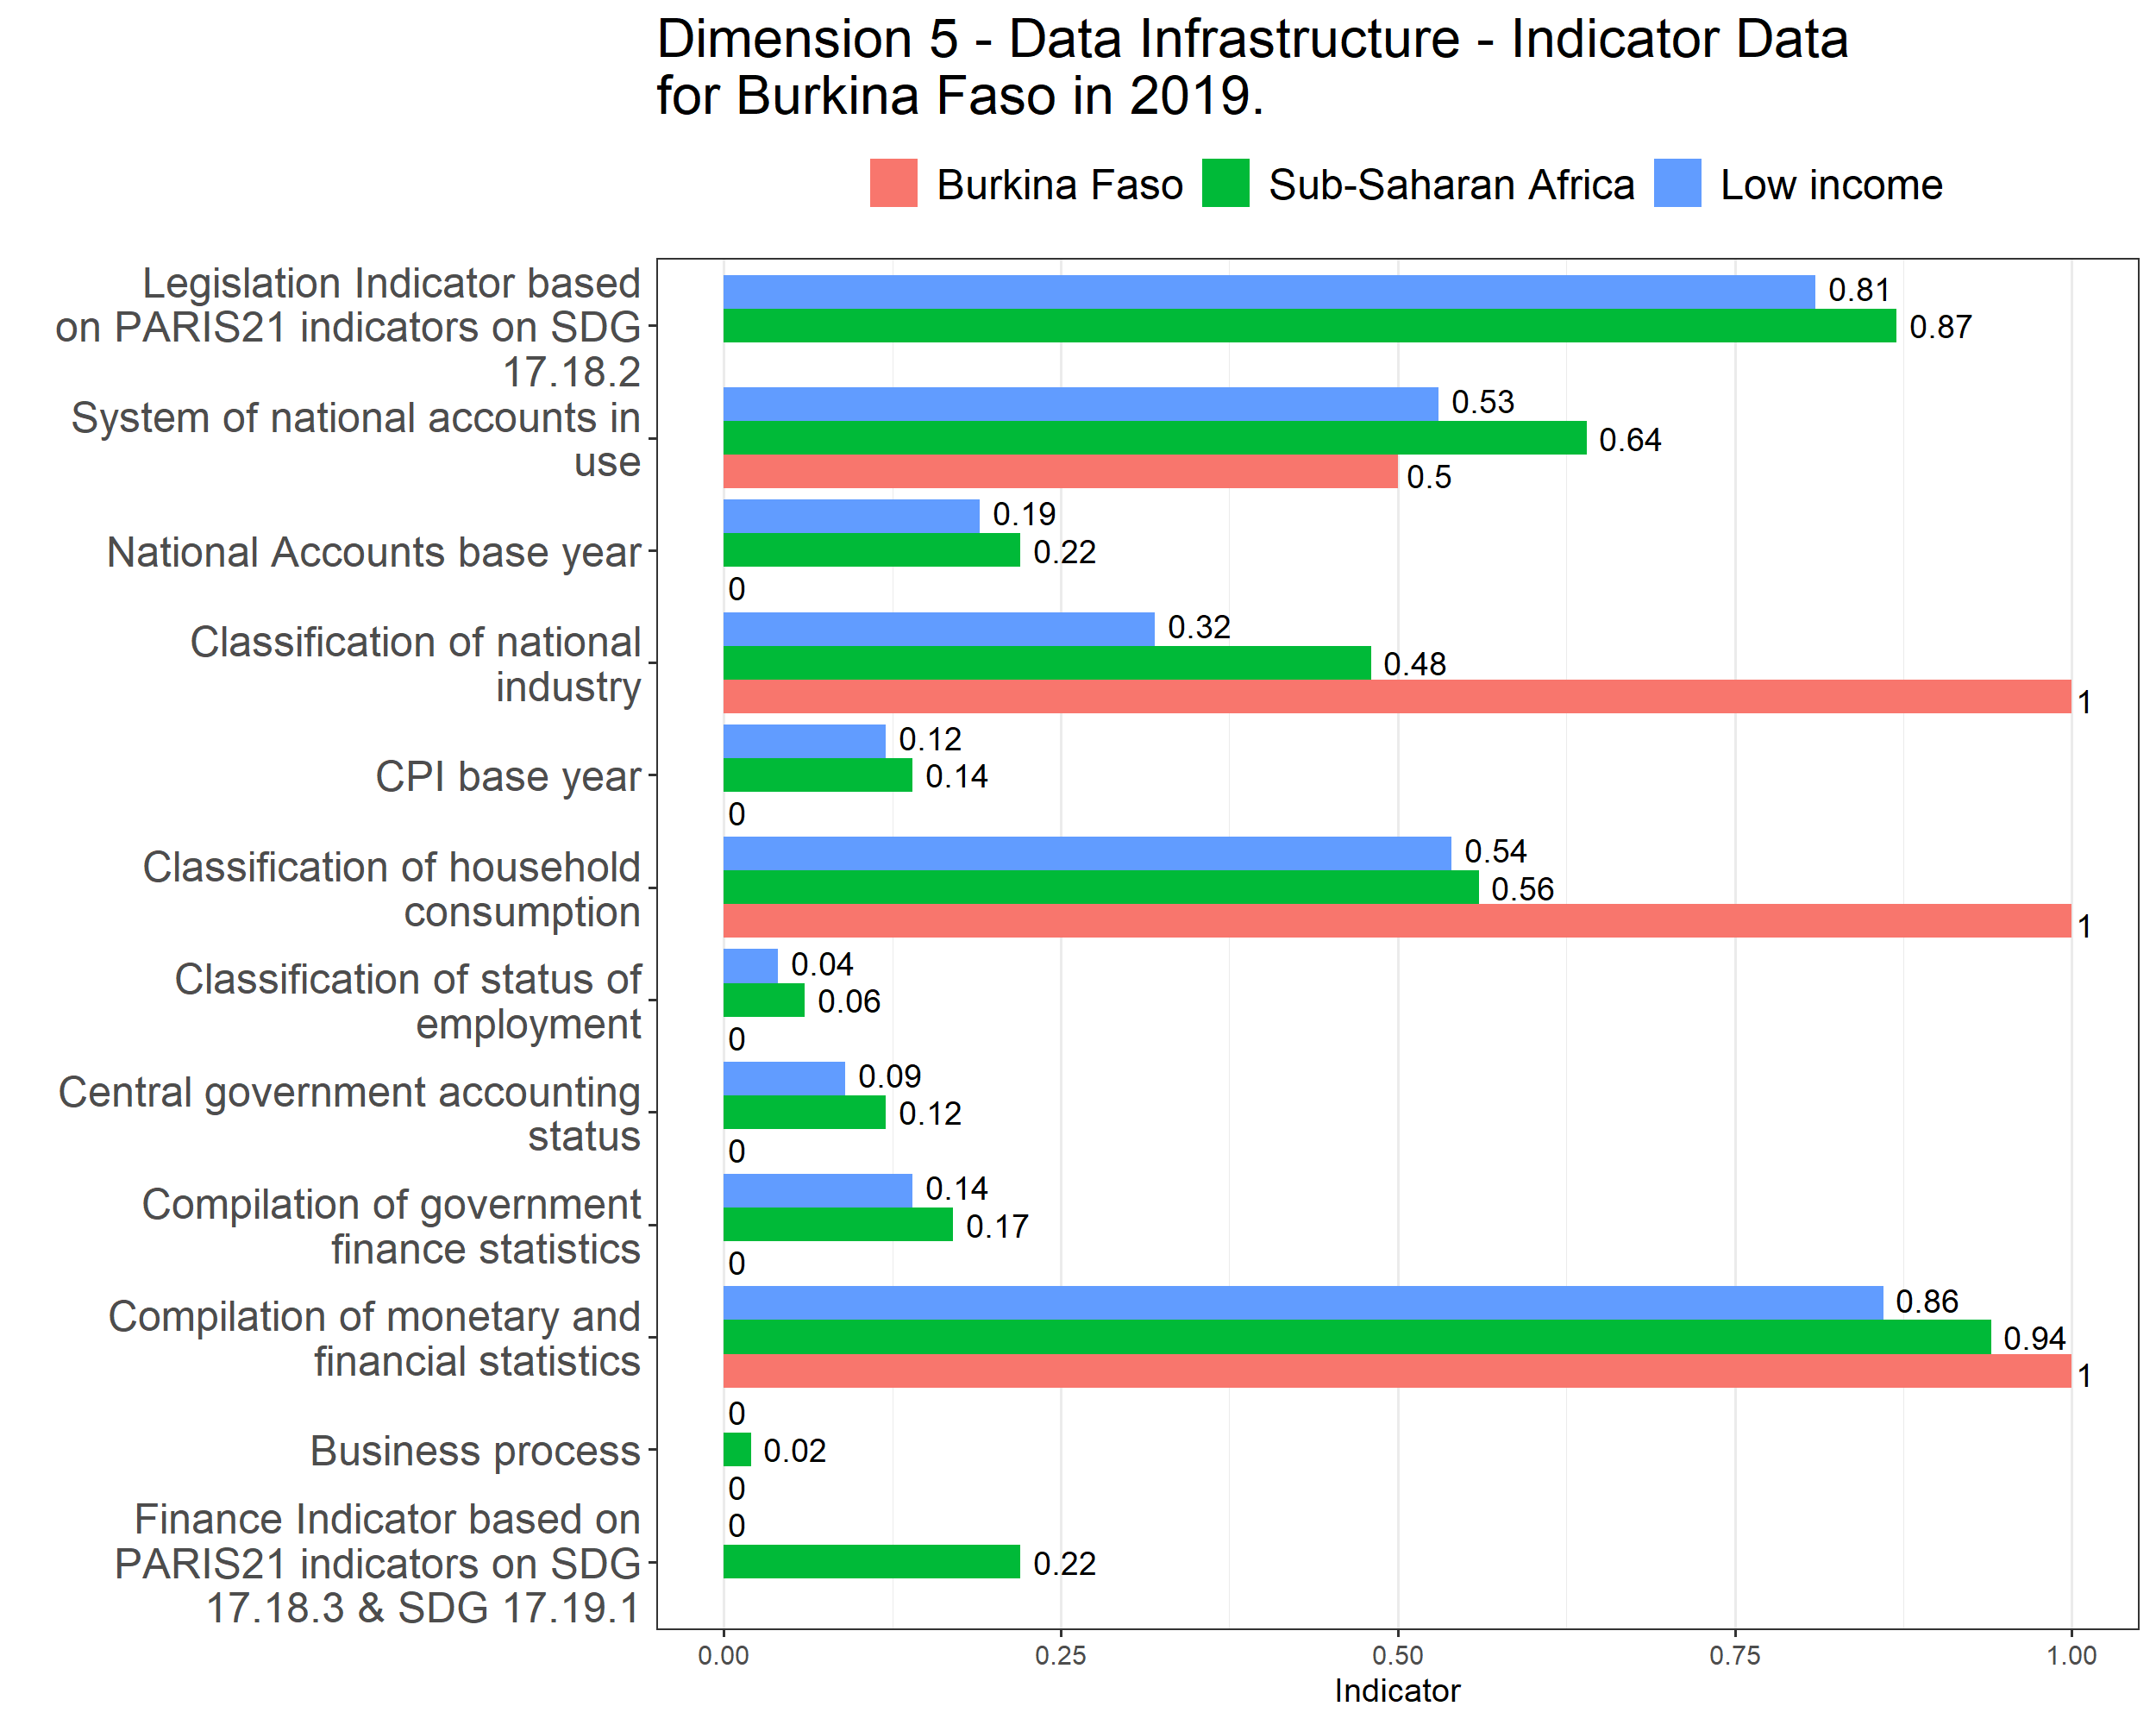 Dimension 5 - Data Infrastructure - Indicator Data
for Burkina Faso in 2019.
Burkina Faso
Sub-Saharan Africa
Low income
Legislation Indicator based
on PARIS21 indicators on SDG
17.18.2
0.81
0.87
System of national accounts in
use
0.53
0.64
0.5
National Accounts base year
0.19
0.22
0
Classification of national
industry
0.32
0.48
1
CPI base year
0.12
0.14
0
Classification of household
consumption
0.54
0.56
1
Classification of status of
employment
0.04
0.06
0
Central government accounting
status
0.09
0.12
0
Compilation of government
finance statistics
0.14
0.17
0
Compilation of monetary and
financial statistics
0.86
0.94
1
Business process
0
0.02
0
Finance Indicator based on
PARIS21 indicators on SDG
17.18.3 & SDG 17.19.1
0
0.22
0.00
0.25
0.50
0.75
1.00
Indicator